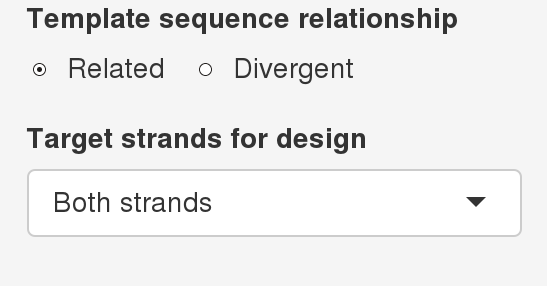 Template sequence relationship
Related Divergent
Target strands for design
Both strands